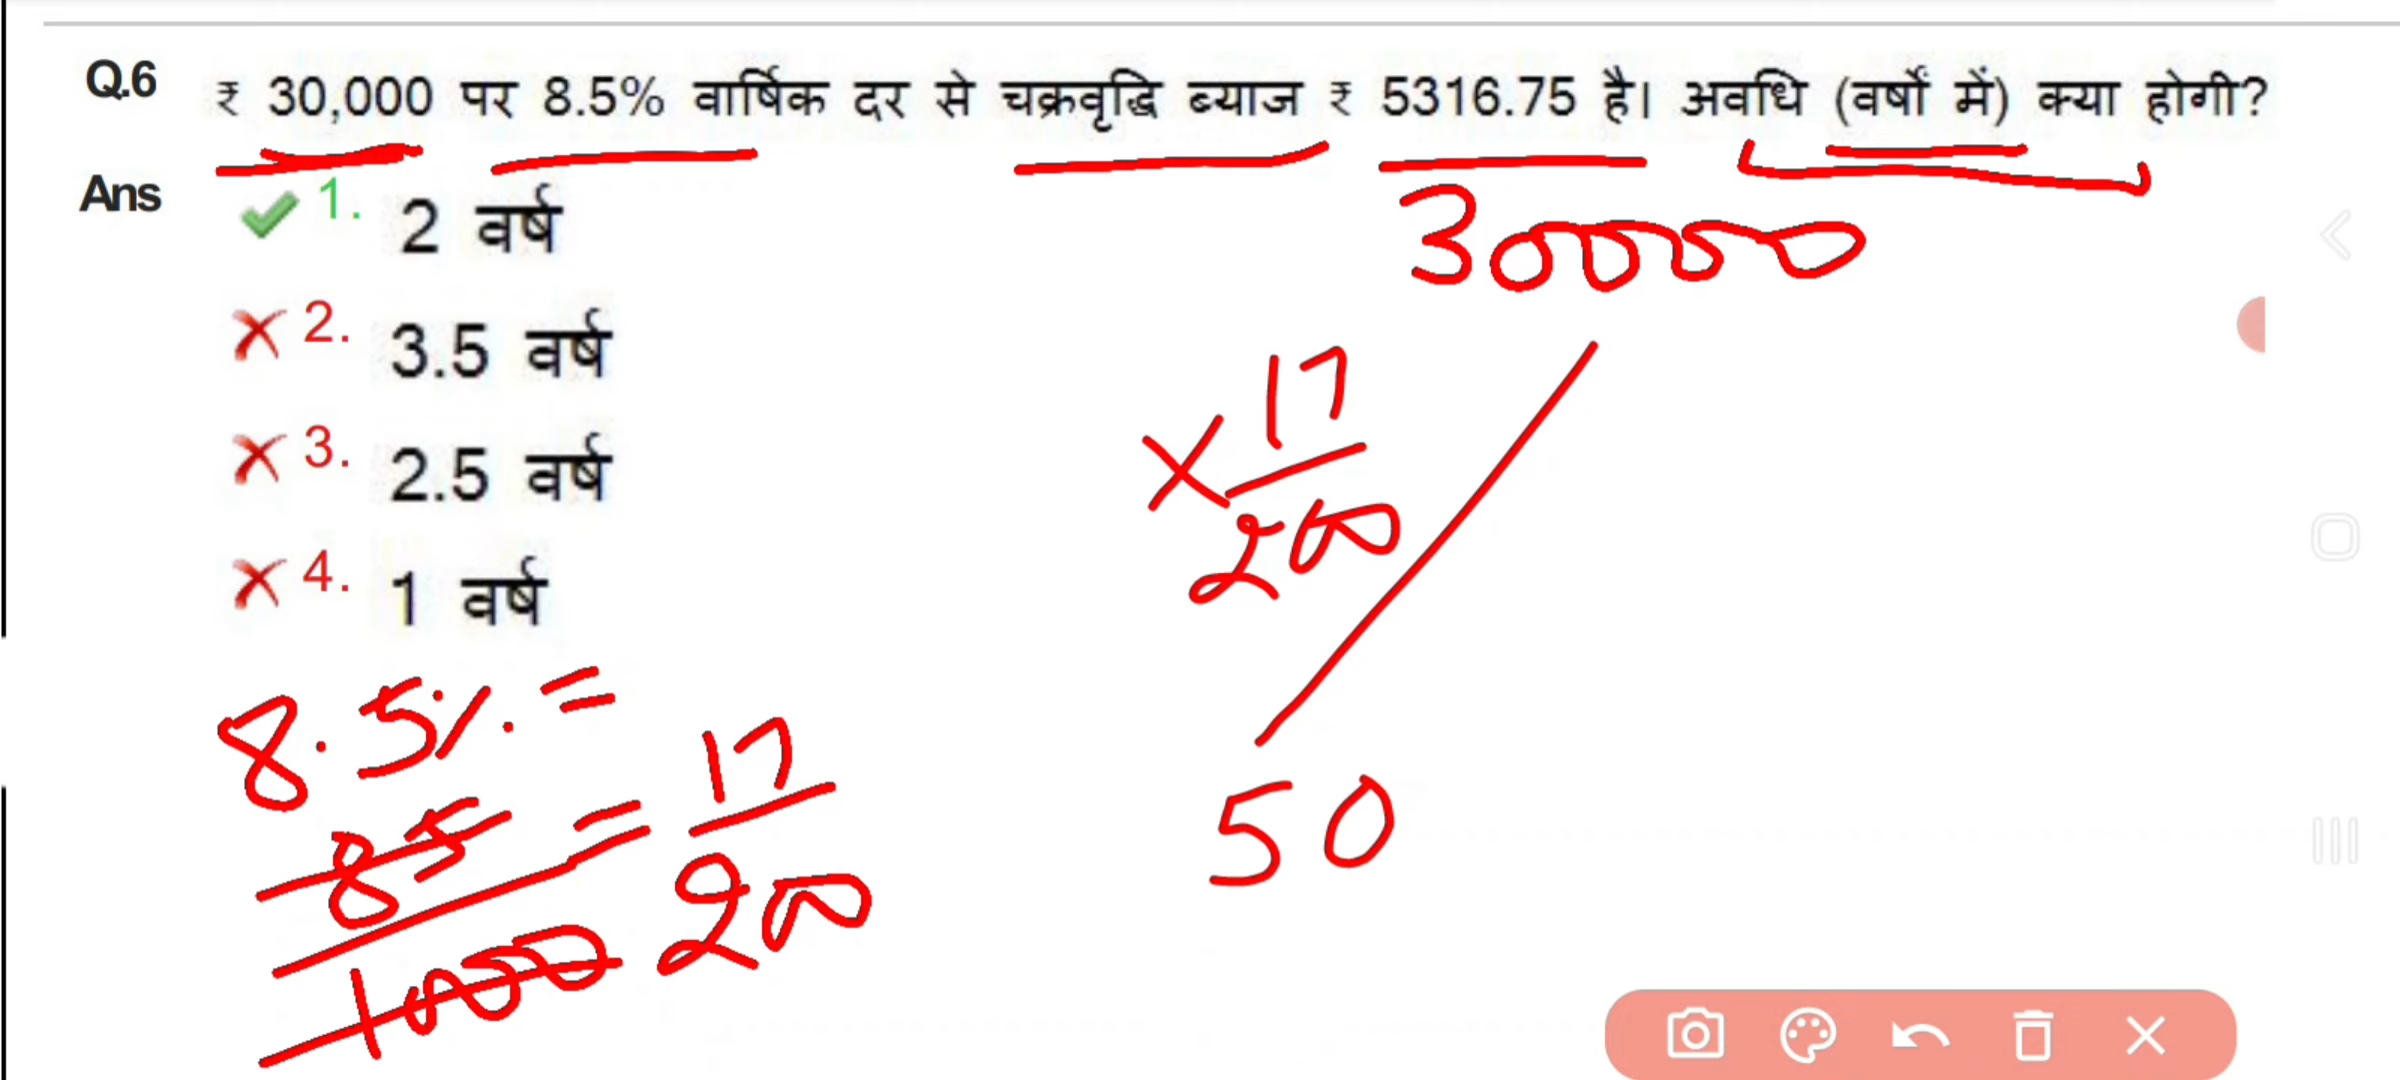 Q.6 ₹ 30,000 पर 8.5% वार्षिक दर से चक्रवृद्धि ब्याज ₹ 5316.75 है। अवधि (वर्षो में) क्या होगी?
Ans 1. 2 वर्ष
2. 3.5 वर्ष
3. 2.5 वर्ष
4. 1 वर्ष
30000
× 17/200
50
8.5% =
85/1000 = 17/200